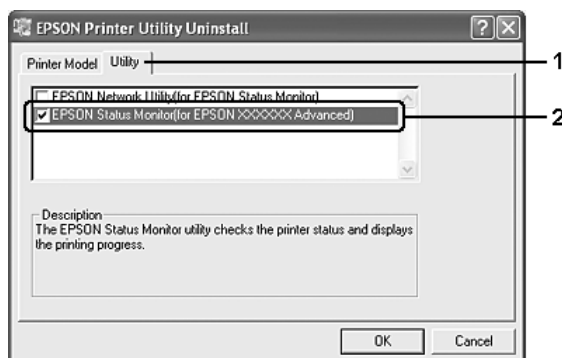 EPSON Printer Utility Uninstall
Printer Model Utility
1
EPSON Network Utility(for EPSON Status Monitor)
EPSON Status Monitor(for EPSON XXXXXX Advanced)
2
Description
The EPSON Status Monitor utility checks the printer status and displays
the printing progress.
OK Cancel